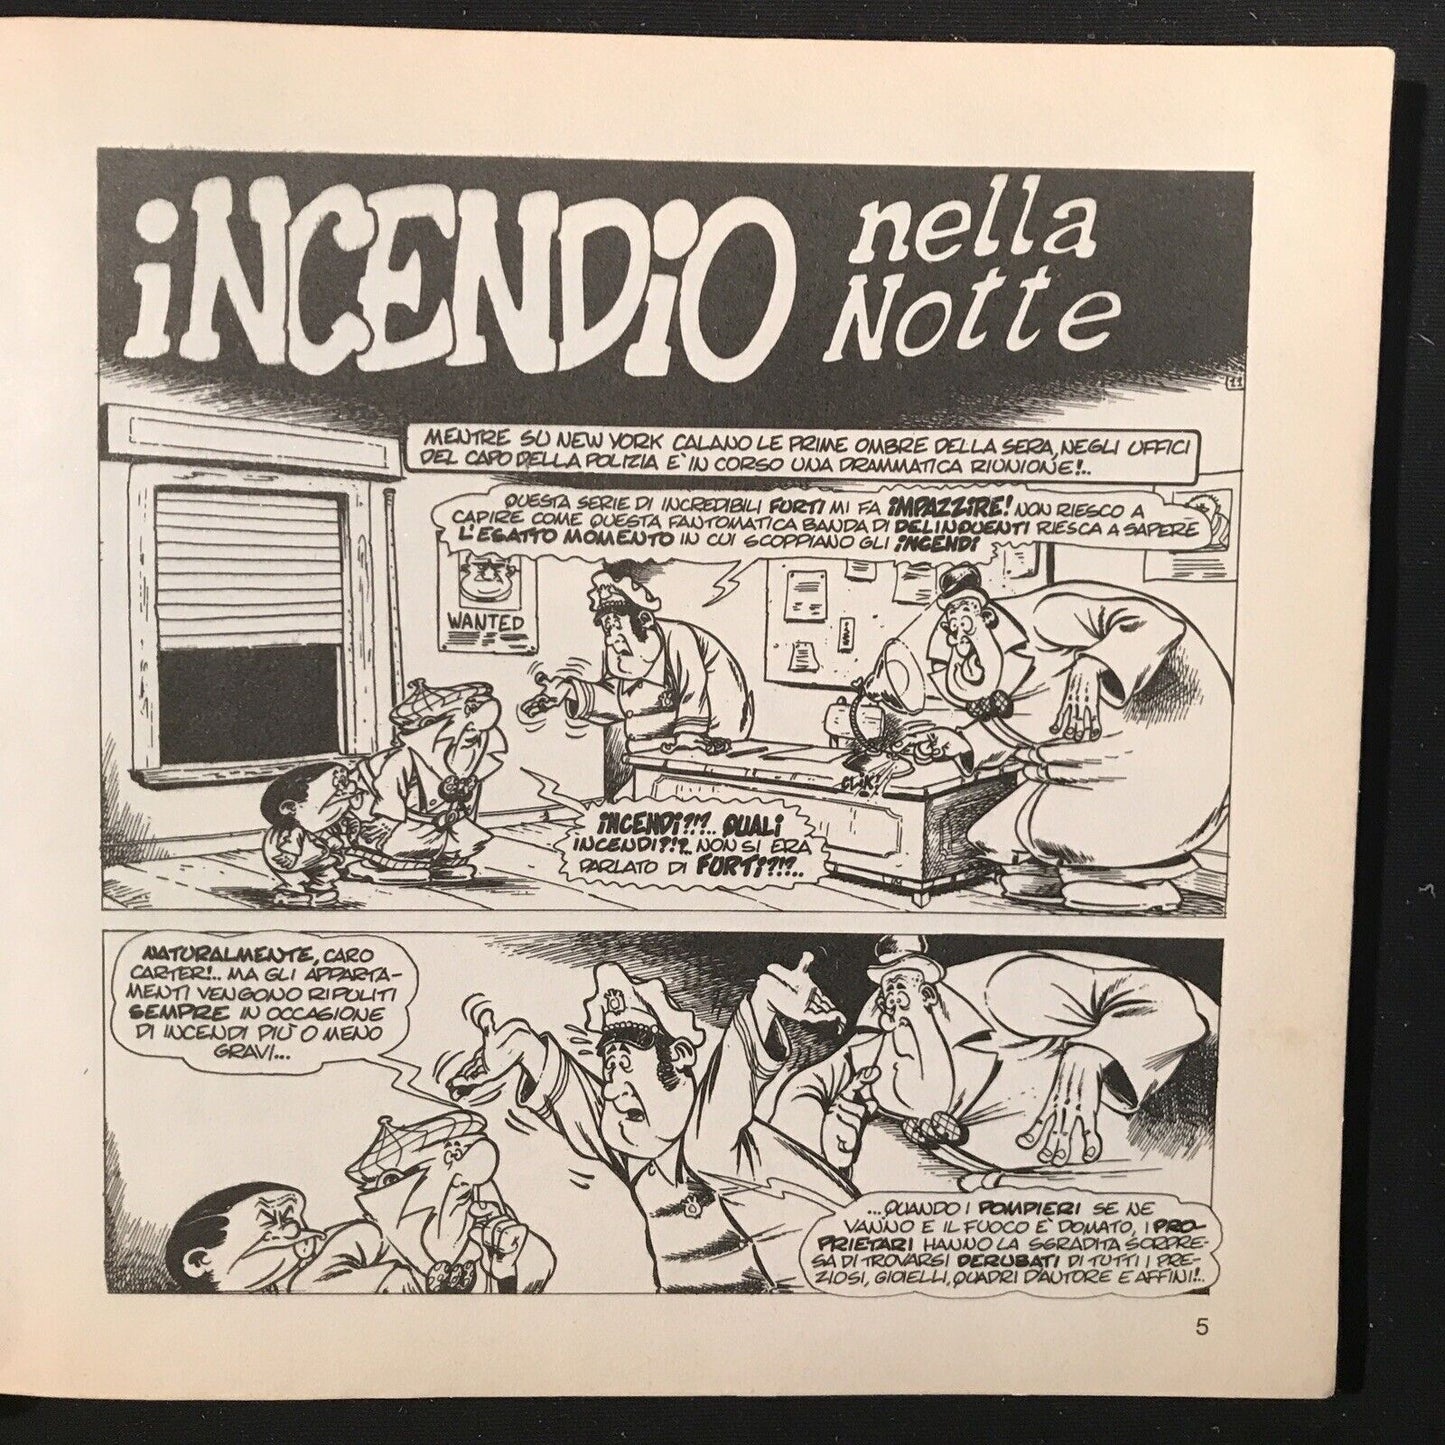 iNCENDiO nella
Notte
11
MENTRE SU NEW YORK CALANO LE PRIME OMBRE DELLA SERA, NEGLI UFFICI
DEL CAPO DELLA POLIZIA E' IN CORSO UNA DRAMMATICA RIUNIONE!..
QUESTA SERIE DI INCREDIBILI FURTI MI FA iMPAZZiRE! NON RIESCO A
CAPIRE COME QUESTA FANTOMATICA BANDA DI DELINQUENTI RIESCA A SAPERE
L'ESATTO MOMENTO IN CUI SCOPPIANO GLI iNCENDI
WANTED
CLIK!
iNCENDi?!?.. QUALI
INCENDI?!?.. NON SI ERA
PARLATO DI FURTI?!?..
NATURALMENTE, CARO
CARTER!.. MA GLI APPARTA-
MENTI VENGONO RIPULITI
SEMPRE IN OCCASIONE
DI INCENDI PIU' O MENO
GRAVI...
...QUANDO I POMPIERI SE NE
VANNO E IL FUOCO E' DOMATO, I PRO-
PRIETARI HANNO LA SGRADITA SORPRE-
SA DI TROVARSI DERUBATI DI TUTTI I PRE-
ZIOSI, GIOIELLI, QUADRI D'AUTORE E AFFINI!..
5